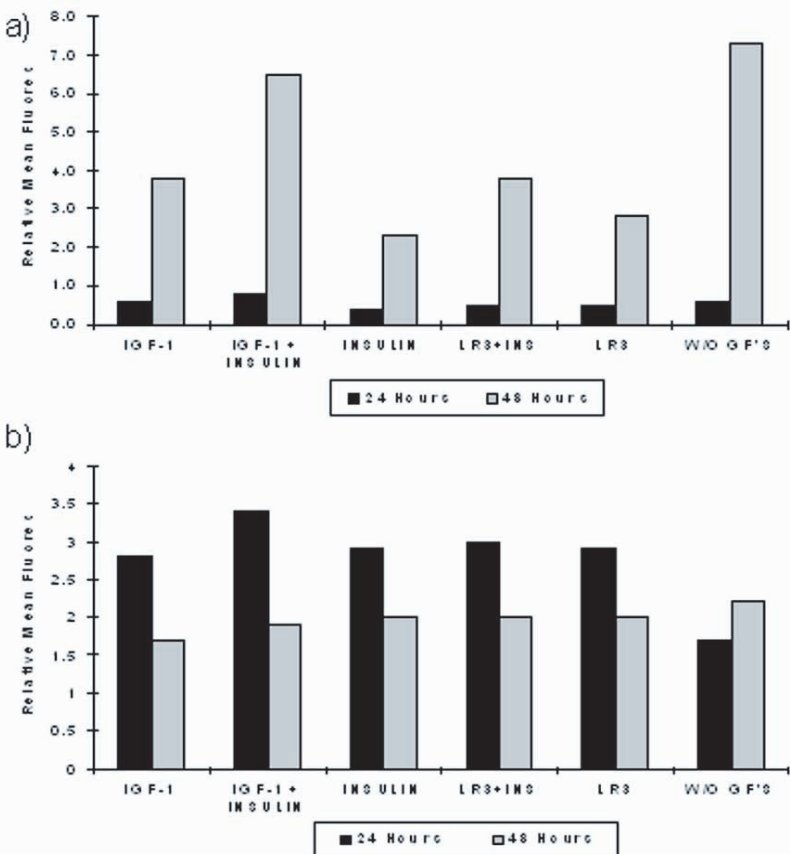 a)
Relative Mean Fluorec
8.0
7.0
6.0
5.0
4.0
3.0
2.0
1.0
0.0
IGF-1
IGF-1 +
INSULIN
INSULIN
LR3+INS
LR3
W/O GF'S
24 Hours
48 Hours
b)
Relative Mean Fluorec
4
3.5
3
2.5
2
1.5
1
0.5
0
IGF-1
IGF-1 +
INSULIN
INSULIN
LR3+INS
LR3
W/O GF'S
24 Hours
48 Hours